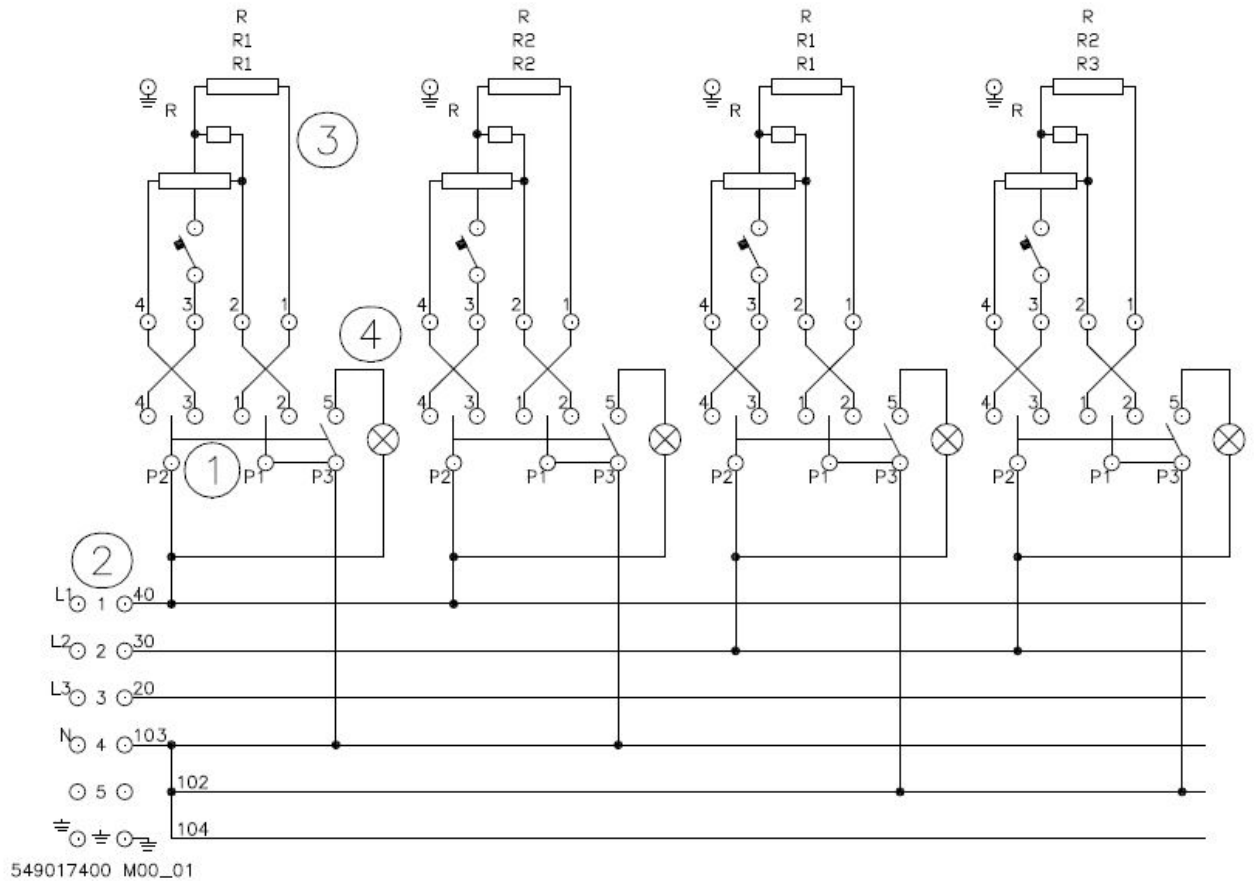 R R R R
R1 R2 R1 R2
R1 R2 R1 R3
R R R R
3
4 3 2 1 4 3 2 1 4 3 2 1 4 3 2 1
4
4 3 1 2 5 4 3 1 2 5 4 3 1 2 5 4 3 1 2 5
P2 1 P1 P3 P2 P1 P3 P2 P1 P3 P2 P1 P3
2
L1 1 40
L2 2 30
L3 3 20
N 4 103
5 102
104
549017400 M00_01